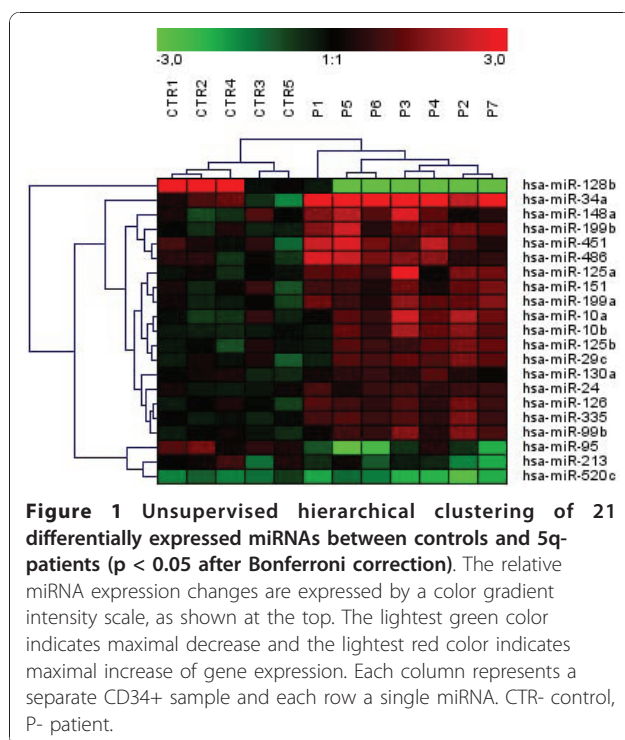 -3,0 1:1 3,0
CTR1 CTR2 CTR4 CTR3 CTR5 P1 P5 P6 P3 P4 P2 P7
hsa-miR-128b
hsa-miR-34a
hsa-miR-148a
hsa-miR-199b
hsa-miR-451
hsa-miR-486
hsa-miR-125a
hsa-miR-151
hsa-miR-199a
hsa-miR-10a
hsa-miR-10b
hsa-miR-125b
hsa-miR-29c
hsa-miR-130a
hsa-miR-24
hsa-miR-126
hsa-miR-335
hsa-miR-99b
hsa-miR-95
hsa-miR-213
hsa-miR-520c
Figure 1 Unsupervised hierarchical clustering of 21
differentially expressed miRNAs between controls and 5q-
patients (p < 0.05 after Bonferroni correction). The relative
miRNA expression changes are expressed by a color gradient
intensity scale, as shown at the top. The lightest green color
indicates maximal decrease and the lightest red color indicates
maximal increase of gene expression. Each column represents a
separate CD34+ sample and each row a single miRNA. CTR- control,
P- patient.